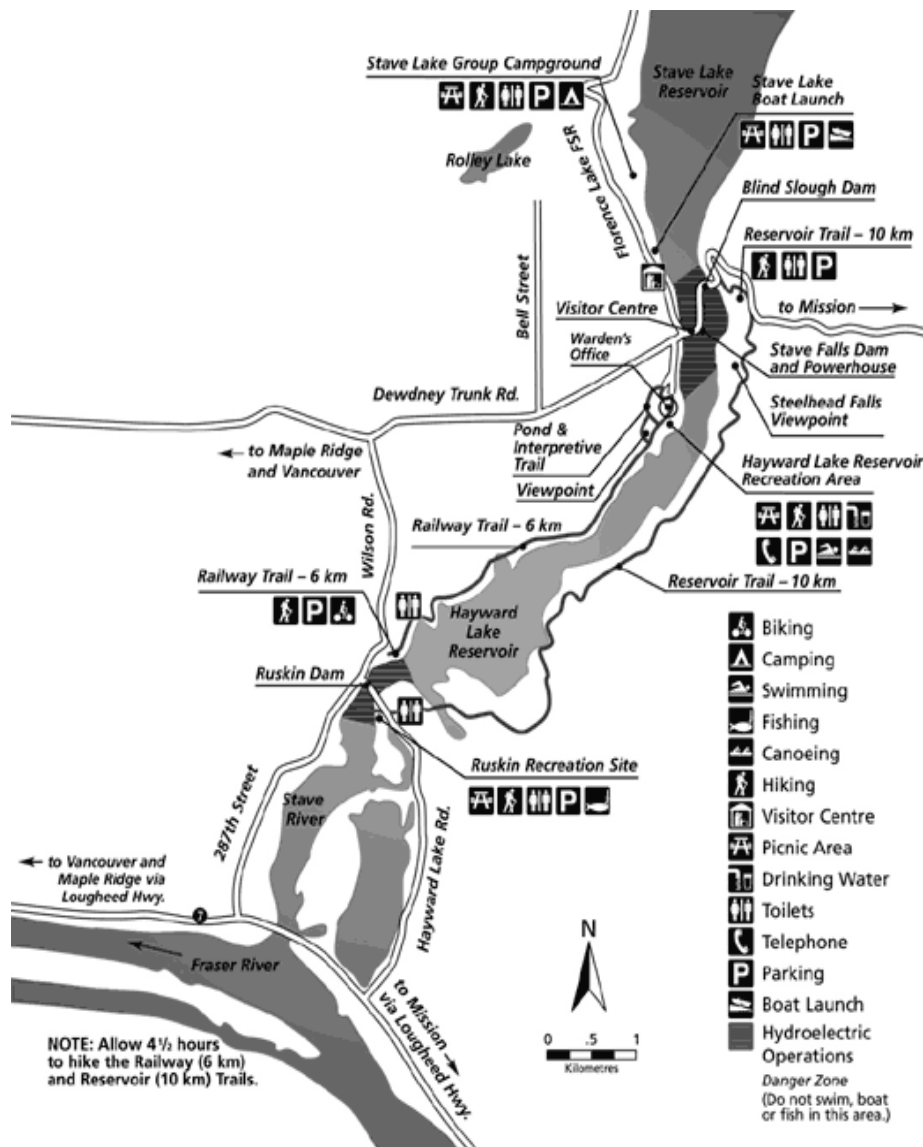 Stave Lake Group Campground
Stave Lake
Reservoir
Stave Lake
Boat Launch
Rolley Lake
Florence Lake FSR
Blind Slough Dam
Reservoir Trail – 10 km
Bell Street
Visitor Centre
to Mission
Warden's
Office
Stave Falls Dam
and Powerhouse
Dewdney Trunk Rd.
Steelhead Falls
Viewpoint
to Maple Ridge
and Vancouver
Pond &
Interpretive
Trail
Viewpoint
Hayward Lake Reservoir
Recreation Area
Wilson Rd.
Railway Trail – 6 km
Railway Trail – 6 km
Reservoir Trail – 10 km
Hayward
Lake
Reservoir
Ruskin Dam
Ruskin Recreation Site
287th Street
Stave
River
Hayward Lake Rd.
to Vancouver and
Maple Ridge via
Lougheed Hwy.
7
Fraser River
to Mission
via Lougheed Hwy.
NOTE: Allow 4½ hours
to hike the Railway (6 km)
and Reservoir (10 km) Trails.
N
0 .5 1
Kilometres
Biking
Camping
Swimming
Fishing
Canoeing
Hiking
Visitor Centre
Picnic Area
Drinking Water
Toilets
Telephone
P Parking
Boat Launch
Hydroelectric
Operations
Danger Zone
(Do not swim, boat
or fish in this area.)